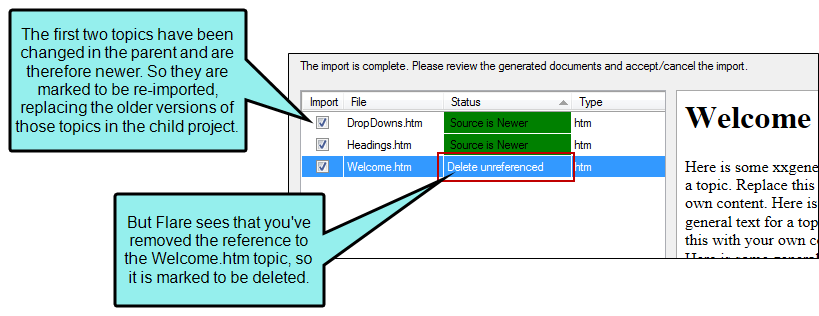 The first two topics have been
changed in the parent and are
therefore newer. So they are
marked to be re-imported,
replacing the older versions of
those topics in the child project.
The import is complete. Please review the generated documents and accept/cancel the import.
Import File Status Type
DropDowns.htm Source is Newer htm
Headings.htm Source is Newer htm
Welcome.htm Delete unreferenced htm
Welcome
Here is some xxgene
a topic. Replace this
own content. Here is
general text for a top
this with your own co
Here is some general
But Flare sees that you've
removed the reference to
the Welcome.htm topic, so
it is marked to be deleted.